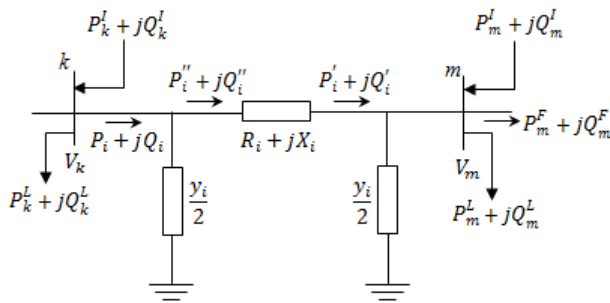 P_k^I + jQ_k^I
P_m^I + jQ_m^I
k
P_i^'' + jQ_i^''
P_i^' + jQ_i^'
m
P_i + jQ_i
R_i + jX_i
P_m^F + jQ_m^F
V_k
V_m
P_k^L + jQ_k^L
y_i/2
y_i/2
P_m^L + jQ_m^L